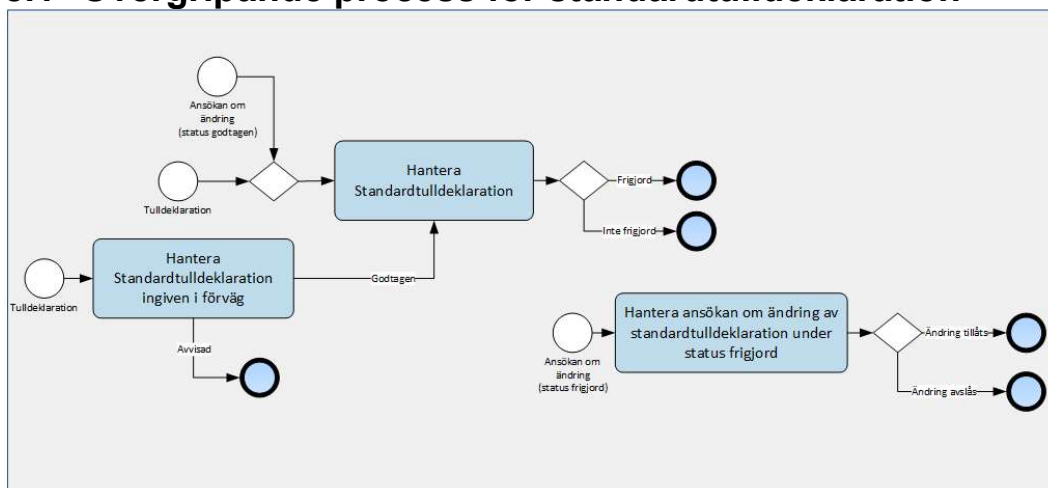 Övergripande process för standardtulldeklaration
Ansökan om
ändring
(status godtagen)
Tulldeklaration
Hantera
Standardtulldeklaration
Frigjord
Inte frigjord
Tulldeklaration
Hantera
Standardtulldeklaration
ingiven i förväg
Godtagen
Avvisad
Ansökan om
ändring
(status frigjord)
Hantera ansökan om ändring av
standardtulldeklaration under
status frigjord
Ändring tillåts
Ändring avslås